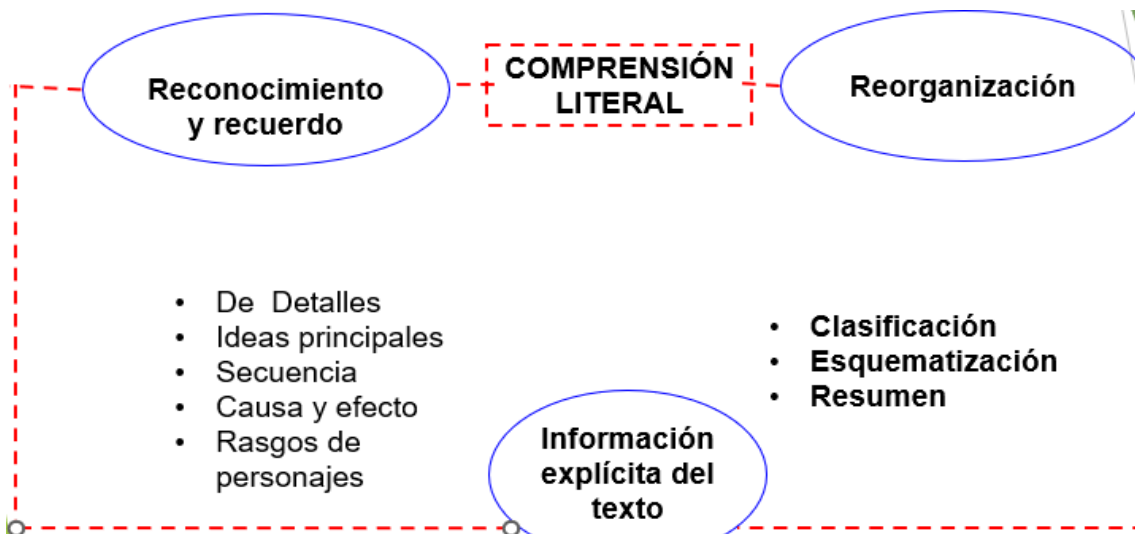 Reconocimiento
y recuerdo
COMPRENSIÓN
LITERAL
Reorganización
• De Detalles
• Ideas principales
• Secuencia
• Causa y efecto
• Rasgos de
personajes
• Clasificación
• Esquematización
• Resumen
Información
explícita del
texto